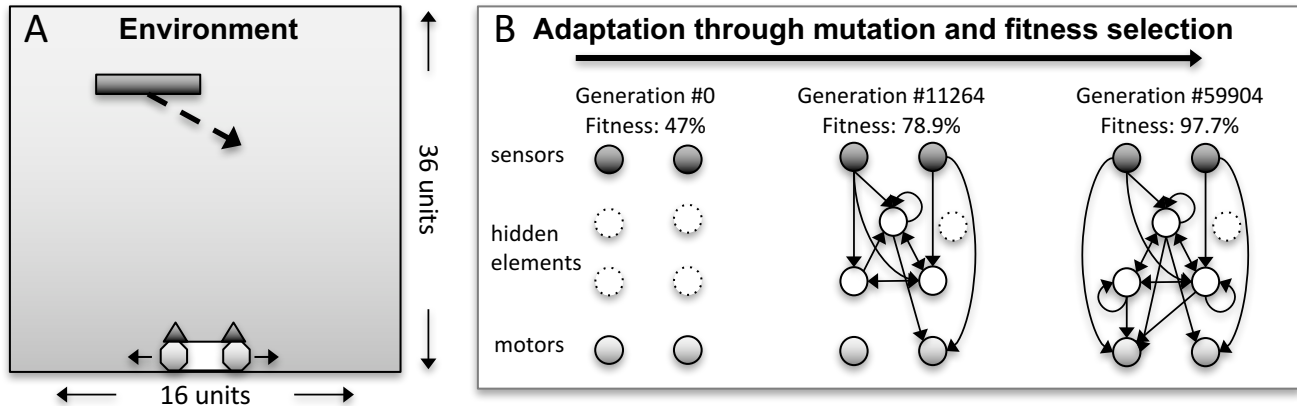 A
Environment
36 units
16 units
B
Adaptation through mutation and fitness selection
Generation #0
Fitness: 47%
Generation #11264
Fitness: 78.9%
Generation #59904
Fitness: 97.7%
sensors
hidden
elements
motors